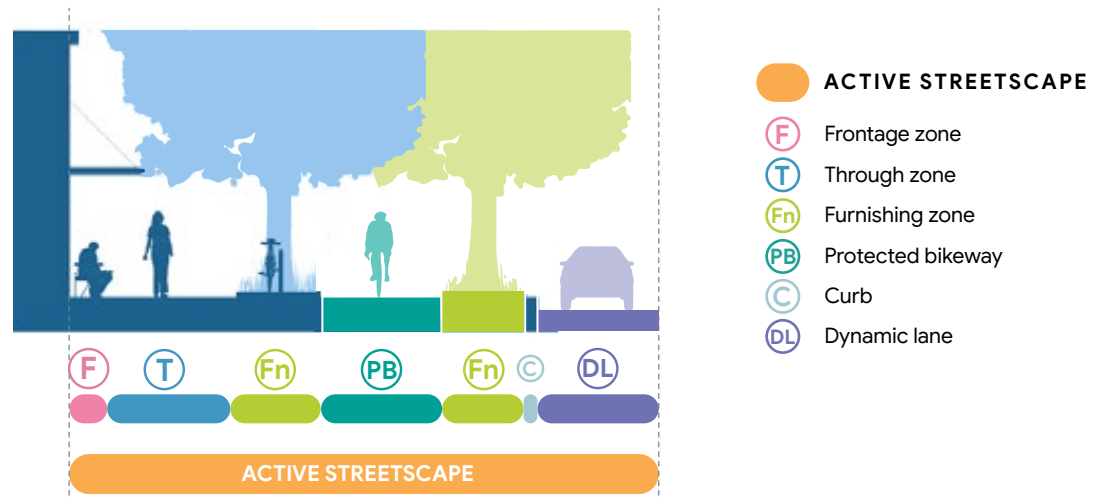 ACTIVE STREETSCAPE
F Frontage zone
T Through zone
Fn Furnishing zone
PB Protected bikeway
C Curb
DL Dynamic lane
F T Fn PB Fn C DL
ACTIVE STREETSCAPE